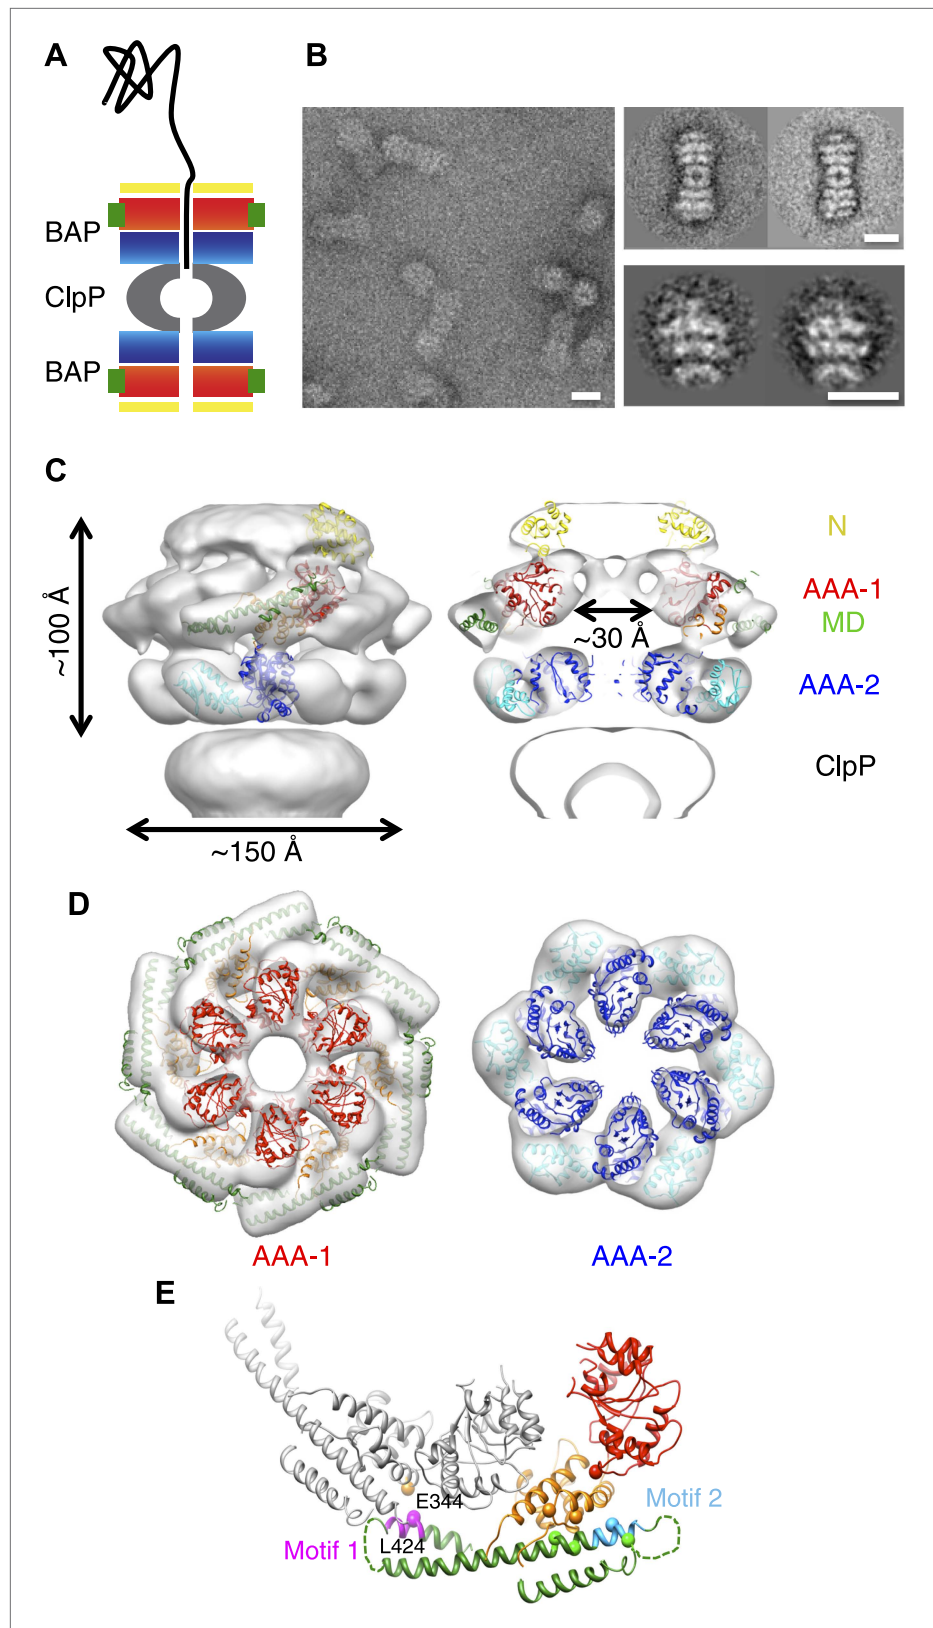 A
B
BAP
ClpP
BAP
C
~100 Å
~30 Å
~150 Å
N
AAA-1
MD
AAA-2
ClpP
D
AAA-1
AAA-2
E
E344
Motif 2
Motif 1
L424